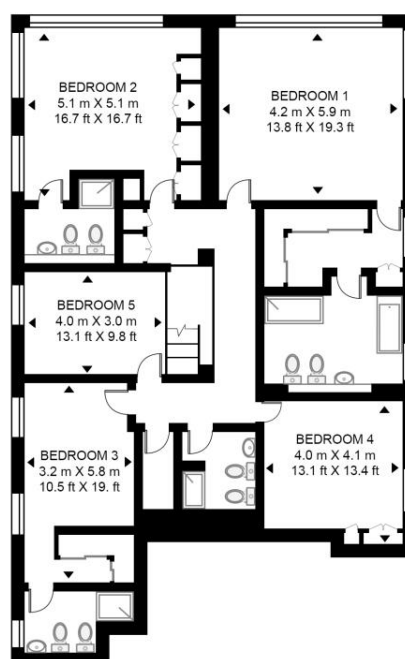 BEDROOM 2
5.1 m X 5.1 m
16.7 ft X 16.7 ft
BEDROOM 1
4.2 m X 5.9 m
13.8 ft X 19.3 ft
BEDROOM 5
4.0 m X 3.0 m
13.1 ft X 9.8 ft
BEDROOM 3
3.2 m X 5.8 m
10.5 ft X 19. ft
BEDROOM 4
4.0 m X 4.1 m
13.1 ft X 13.4 ft